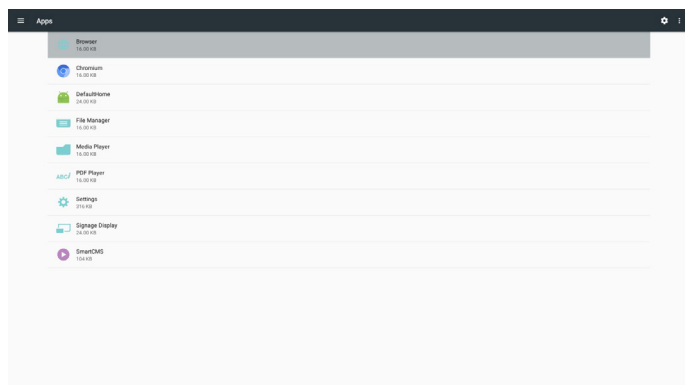 Apps
Browser
16.00 KB
Chromium
16.00 KB
DefaultHome
24.00 KB
File Manager
16.00 KB
Media Player
16.00 KB
ABC
PDF Player
16.00 KB
Settings
316 KB
Signage Display
24.00 KB
SmartCMS
104 KB